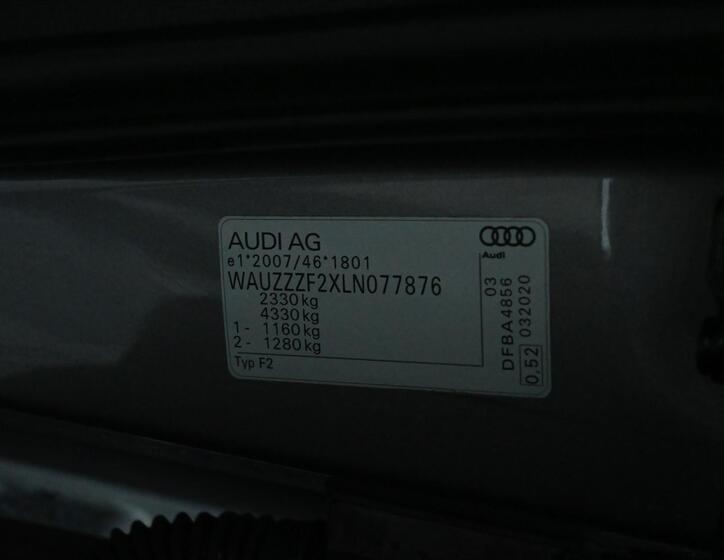 AUDI AG
e1*2007/46*1801
WAUZZZF2XLN077876
2330 kg
4330 kg
1- 1160 kg
2- 1280 kg
Typ F2
Audi
03
DFBA4856
032020
0,52